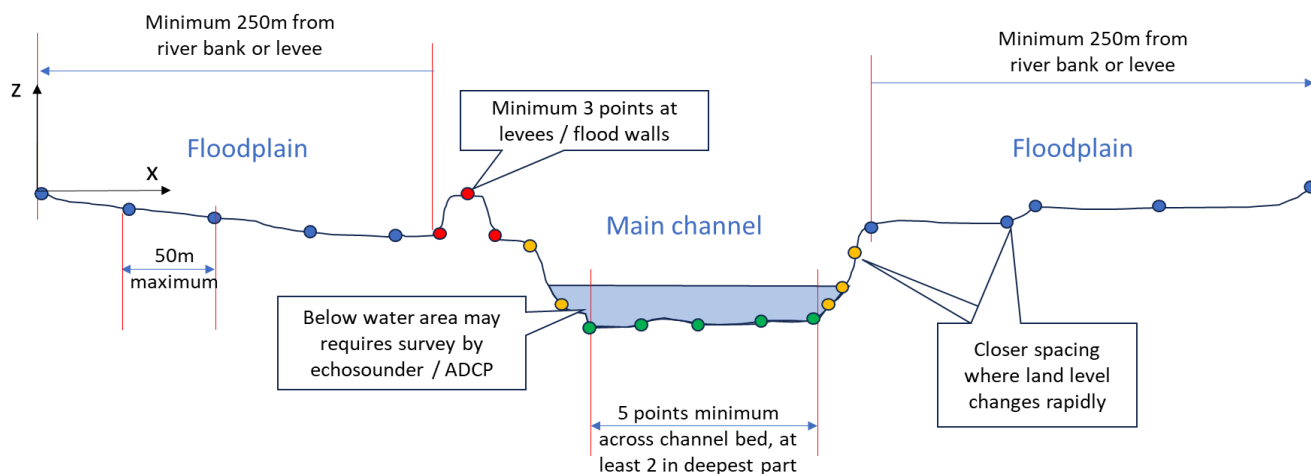 Minimum 250m from
river bank or levee
Minimum 250m from
river bank or levee
Z
Minimum 3 points at
levees / flood walls
Floodplain
Floodplain
X
Main channel
50m
maximum
Below water area may
requires survey by
echosounder / ADCP
Closer spacing
where land level
changes rapidly
5 points minimum
across channel bed, at
least 2 in deepest part